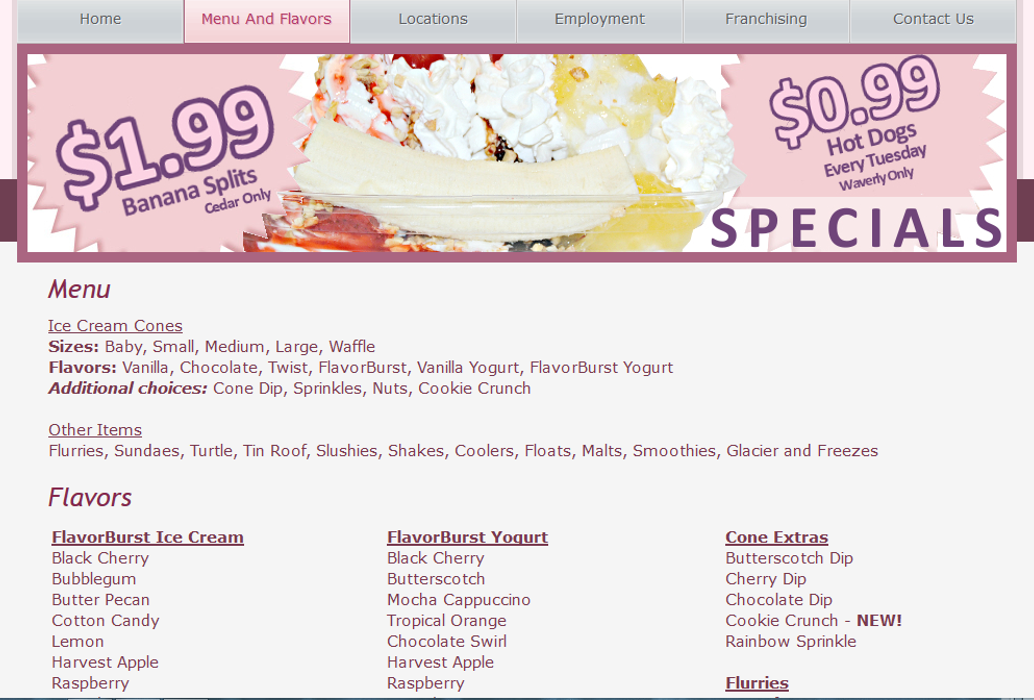 Home
Menu And Flavors
Locations
Employment
Franchising
Contact Us
$1.99
Banana Splits
Cedar Only
$0.99
Hot Dogs
Every Tuesday
Waverly Only
SPECIALS
Menu
Ice Cream Cones
Sizes: Baby, Small, Medium, Large, Waffle
Flavors: Vanilla, Chocolate, Twist, FlavorBurst, Vanilla Yogurt, FlavorBurst Yogurt
Additional choices: Cone Dip, Sprinkles, Nuts, Cookie Crunch
Other Items
Flurries, Sundaes, Turtle, Tin Roof, Slushies, Shakes, Coolers, Floats, Malts, Smoothies, Glacier and Freezes
Flavors
FlavorBurst Ice Cream
Black Cherry
Bubblegum
Butter Pecan
Cotton Candy
Lemon
Harvest Apple
Raspberry
FlavorBurst Yogurt
Black Cherry
Butterscotch
Mocha Cappuccino
Tropical Orange
Chocolate Swirl
Harvest Apple
Raspberry
Cone Extras
Butterscotch Dip
Cherry Dip
Chocolate Dip
Cookie Crunch - NEW!
Rainbow Sprinkle
Flurries